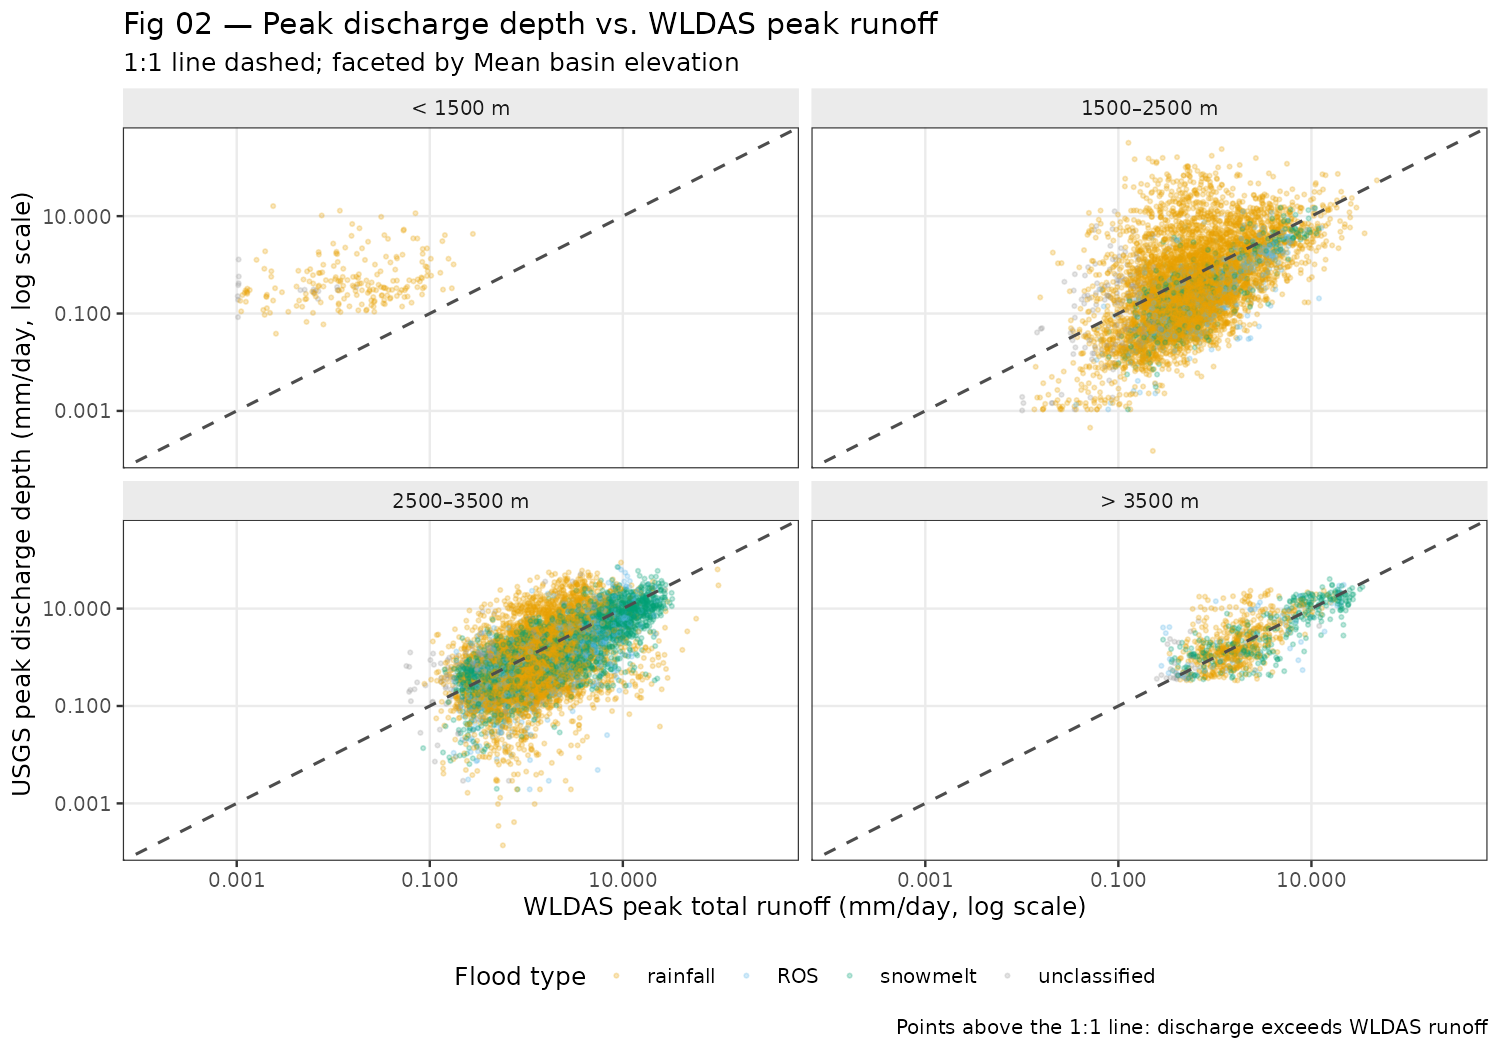 Fig 02 — Peak discharge depth vs. WLDAS peak runoff
1:1 line dashed; faceted by Mean basin elevation
< 1500 m
1500–2500 m
10.000
0.100
0.001
2500–3500 m
> 3500 m
10.000
0.100
0.001
USGS peak discharge depth (mm/day, log scale)
0.001 0.100 10.000 0.001 0.100 10.000
WLDAS peak total runoff (mm/day, log scale)
Flood type rainfall ROS snowmelt unclassified
Points above the 1:1 line: discharge exceeds WLDAS runoff